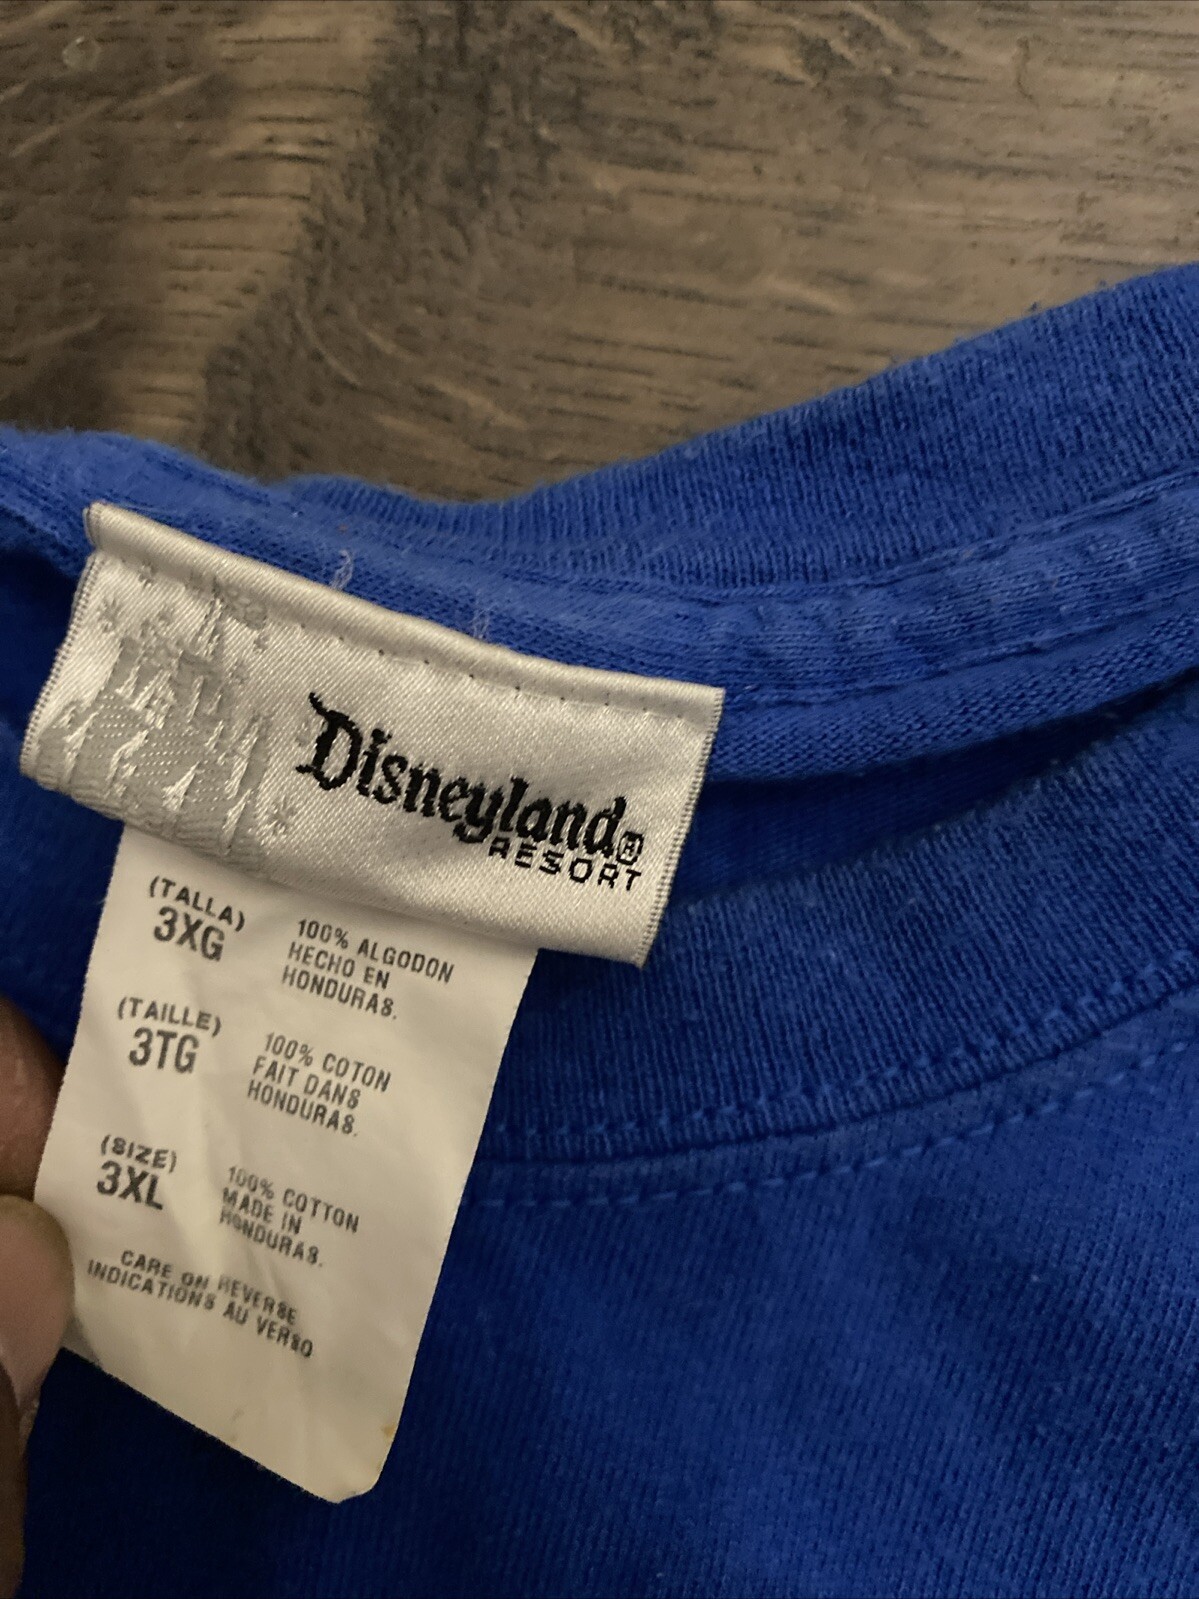 Disneyland®
RESORT
(TALLA)
3XG
100% ALGODON
HECHO EN
HONDURAS.
(TAILLE)
3TG
100% COTON
FAIT DANS
HONDURAS.
(SIZE)
3XL
100% COTTON
MADE IN
HONDURAS.
CARE ON REVERSE
INDICATIONS AU VERSO